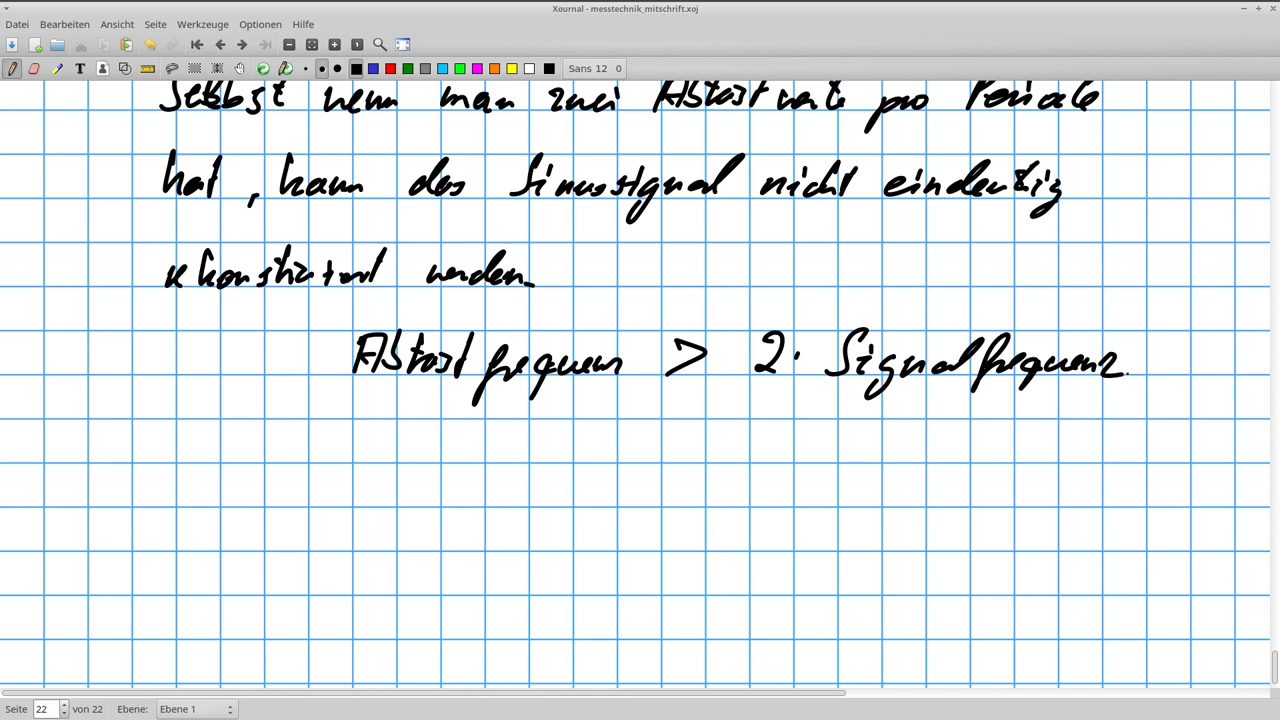 Xournal - messtechnik_mitschrift.xoj
Datei Bearbeiten Ansicht Seite Werkzeuge Optionen Hilfe
Sans 12 0
Selbst wenn man zwei Abtastwerte pro Periode
hat, kann das Sinussignal nicht eindeutig
rekonstruiert werden.
Abtastfrequenz > 2 · Signalfrequenz.
Seite 22 von 22 Ebene: Ebene 1